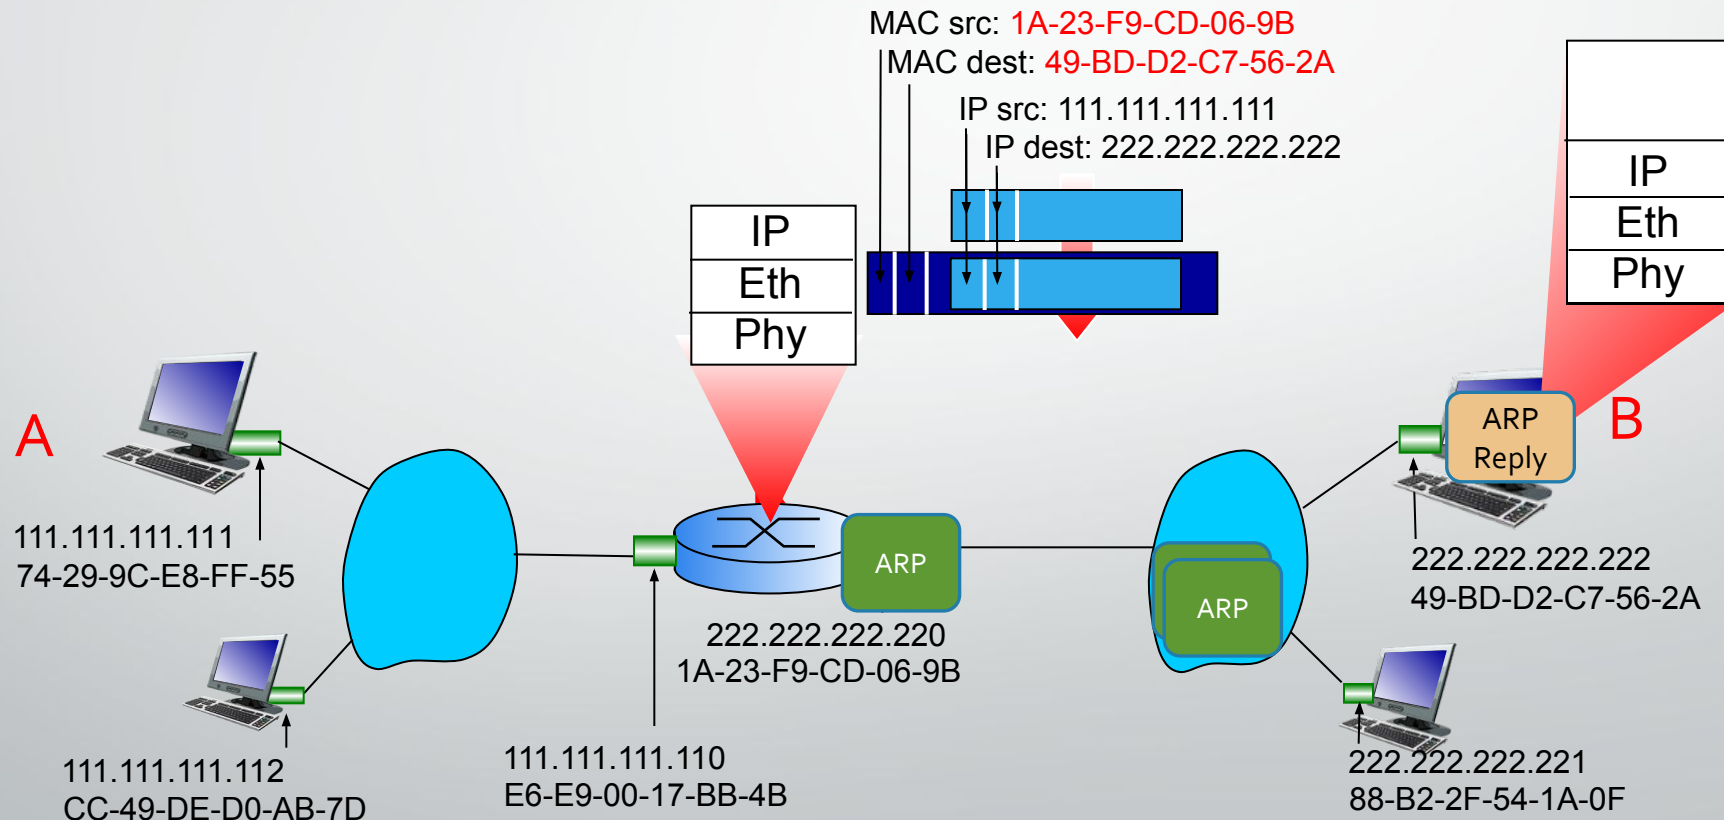 MAC src: 1A-23-F9-CD-06-9B
MAC dest: 49-BD-D2-C7-56-2A
IP src: 111.111.111.111
IP dest: 222.222.222.222
IP
Eth
Phy
IP
Eth
Phy
A
111.111.111.111
74-29-9C-E8-FF-55
111.111.111.112
CC-49-DE-D0-AB-7D
111.111.111.110
E6-E9-00-17-BB-4B
ARP
222.222.222.220
1A-23-F9-CD-06-9B
ARP
ARP
Reply
B
222.222.222.222
49-BD-D2-C7-56-2A
222.222.222.221
88-B2-2F-54-1A-0F